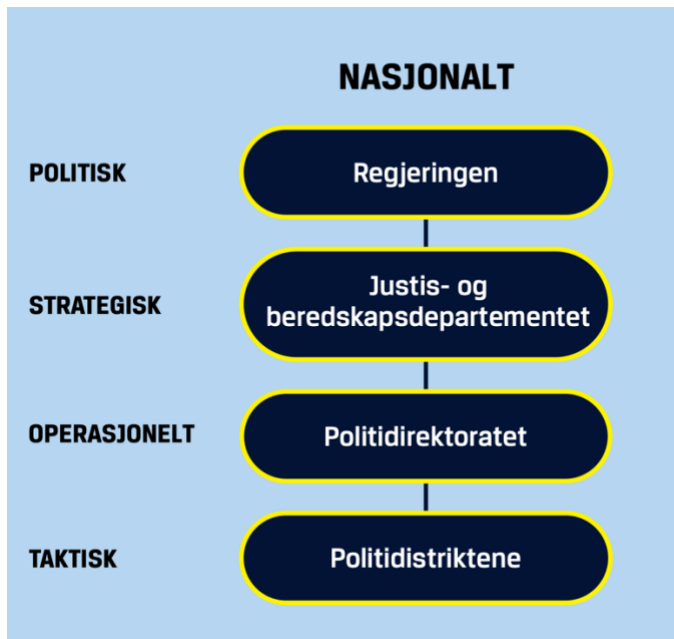 NASJONALT
POLITISK
Regjeringen
STRATEGISK
Justis- og
beredskapsdepartementet
OPERASJONELT
Politidirektoratet
TAKTISK
Politidistriktene